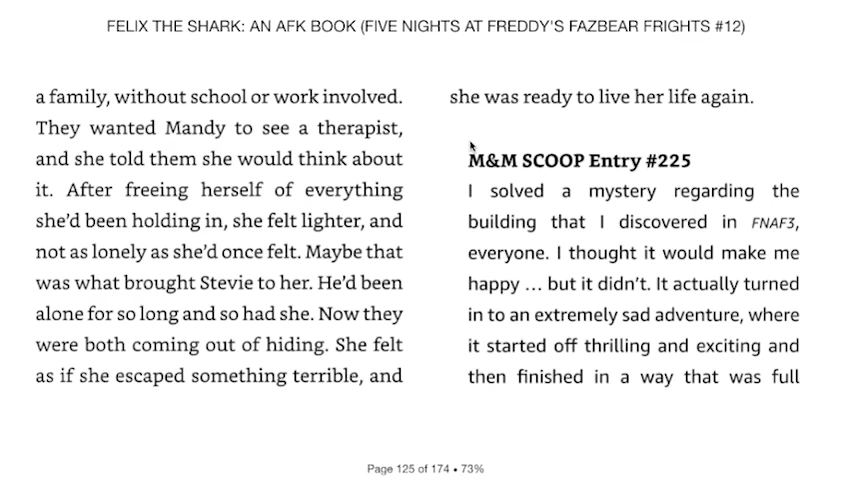 FELIX THE SHARK: AN AFK BOOK (FIVE NIGHTS AT FREDDY'S FAZBEAR FRIGHTS #12)
a family, without school or work involved.
They wanted Mandy to see a therapist,
and she told them she would think about
it. After freeing herself of everything
she'd been holding in, she felt lighter, and
not as lonely as she'd once felt. Maybe that
was what brought Stevie to her. He'd been
alone for so long and so had she. Now they
were both coming out of hiding. She felt
as if she escaped something terrible, and
she was ready to live her life again.
M&M SCOOP Entry #225
I solved a mystery regarding the
building that I discovered in FNAF3,
everyone. I thought it would make me
happy ... but it didn't. It actually turned
in to an extremely sad adventure, where
it started off thrilling and exciting and
then finished in a way that was full
Page 125 of 174 • 73%